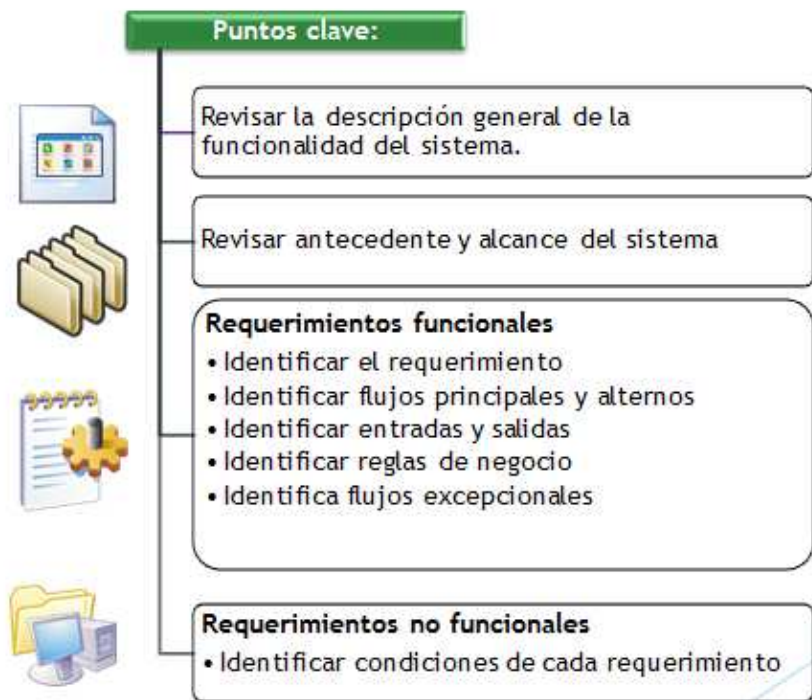 Puntos clave:
Revisar la descripción general de la
funcionalidad del sistema.
Revisar antecedente y alcance del sistema
Requerimientos funcionales
• Identificar el requerimiento
• Identificar flujos principales y alternos
• Identificar entradas y salidas
• Identificar reglas de negocio
• Identifica flujos excepcionales
Requerimientos no funcionales
• Identificar condiciones de cada requerimiento